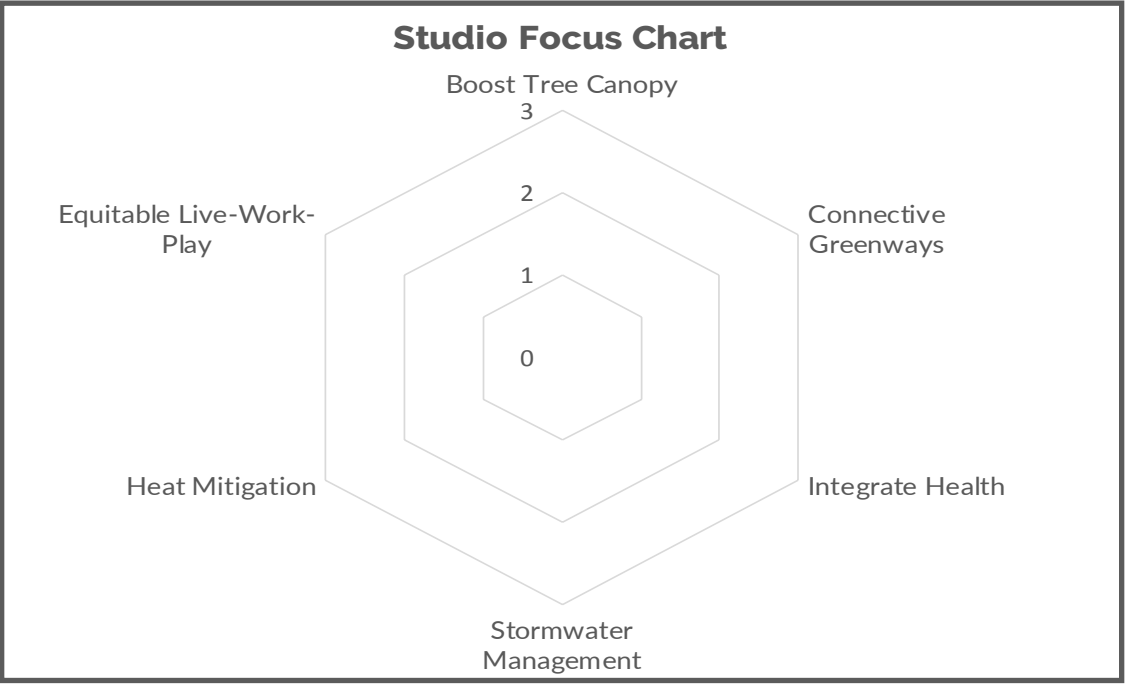 Studio Focus Chart
Boost Tree Canopy
3
2
1
0
Connective
Greenways
Integrate Health
Stormwater
Management
Heat Mitigation
Equitable Live-Work-
Play